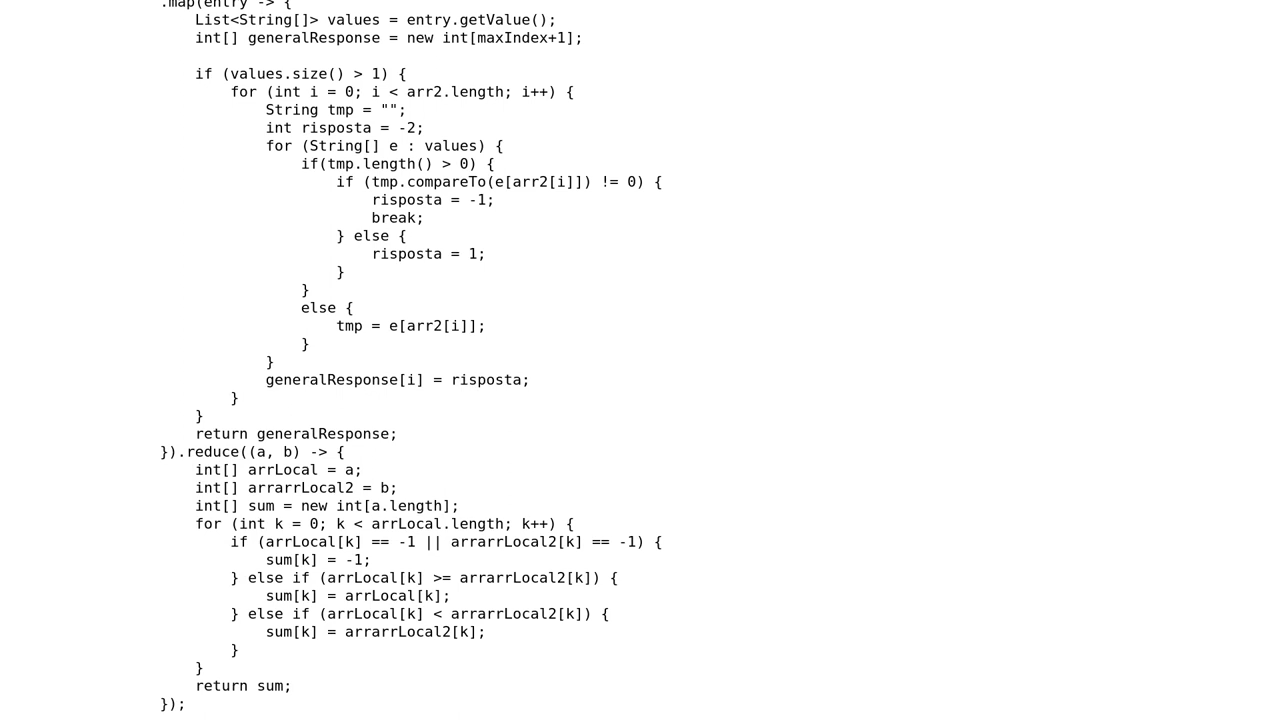 .map(entry -> {
List<String[]> values = entry.getValue();
int[] generalResponse = new int[maxIndex+1];
if (values.size() > 1) {
for (int i = 0; i < arr2.length; i++) {
String tmp = "";
int risposta = -2;
for (String[] e : values) {
if(tmp.length() > 0) {
if (tmp.compareTo(e[arr2[i]]) != 0) {
risposta = -1;
break;
} else {
risposta = 1;
}
}
else {
tmp = e[arr2[i]];
}
}
generalResponse[i] = risposta;
}
}
return generalResponse;
}).reduce((a, b) -> {
int[] arrLocal = a;
int[] arrarrLocal2 = b;
int[] sum = new int[a.length];
for (int k = 0; k < arrLocal.length; k++) {
if (arrLocal[k] == -1 || arrarrLocal2[k] == -1) {
sum[k] = -1;
} else if (arrLocal[k] >= arrarrLocal2[k]) {
sum[k] = arrLocal[k];
} else if (arrLocal[k] < arrarrLocal2[k]) {
sum[k] = arrarrLocal2[k];
}
}
return sum;
});